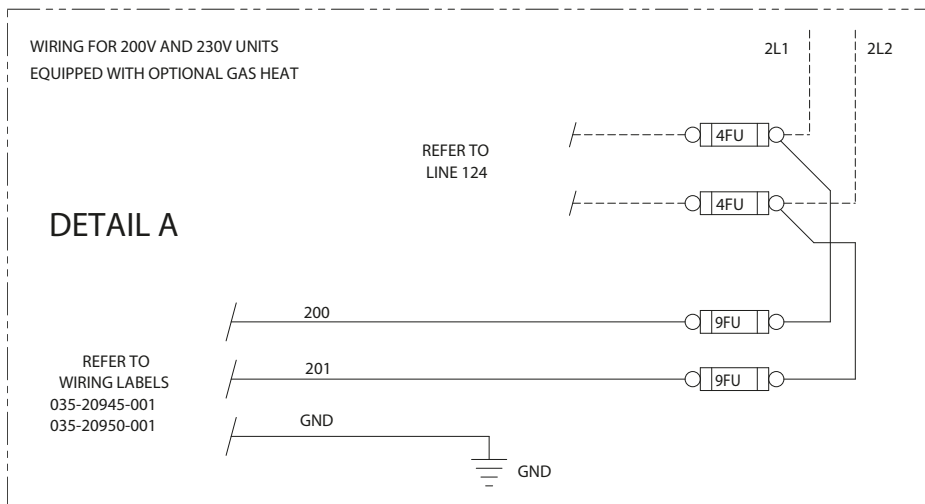 WIRING FOR 200V AND 230V UNITS
EQUIPPED WITH OPTIONAL GAS HEAT
2L1
2L2
4FU
REFER TO
LINE 124
4FU
DETAIL A
200
9FU
201
9FU
REFER TO
WIRING LABELS
035-20945-001
035-20950-001
GND
GND